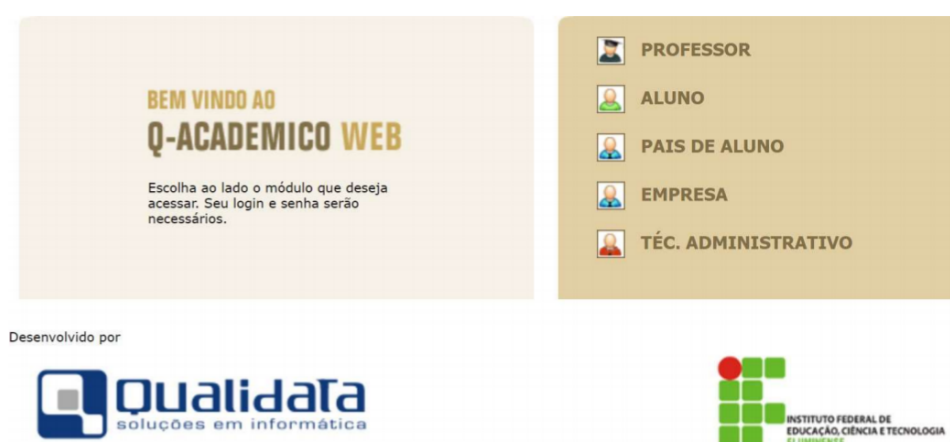 BEM VINDO AO
Q-ACADEMICO WEB
Escolha ao lado o módulo que deseja
acessar. Seu login e senha serão
necessários.
PROFESSOR
ALUNO
PAIS DE ALUNO
EMPRESA
TÉC. ADMINISTRATIVO
Desenvolvido por
Qualidata
soluções em informática
INSTITUTO FEDERAL DE
EDUCAÇÃO, CIÊNCIA E TECNOLOGIA
FLUMINENSE